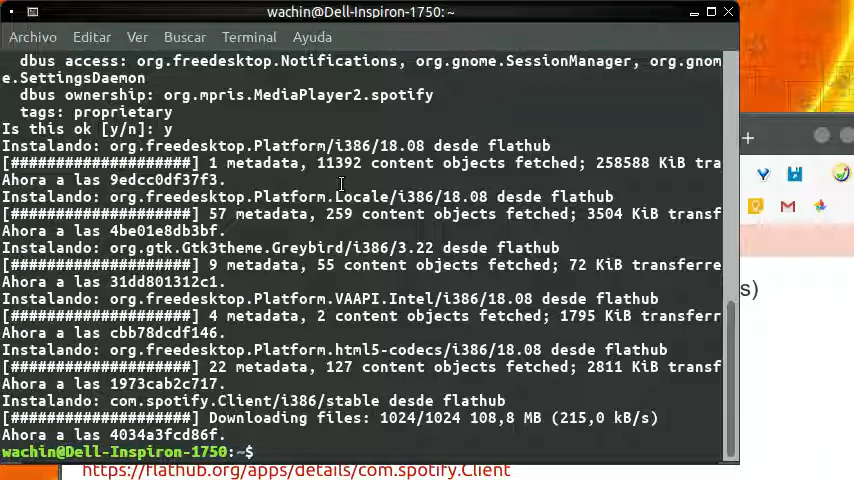 wachin@Dell-Inspiron-1750: ~
Archivo Editar Ver Buscar Terminal Ayuda
dbus access: org.freedesktop.Notifications, org.gnome.SessionManager, org.gnom
e.SettingsDaemon
dbus ownership: org.mpris.MediaPlayer2.spotify
tags: proprietary
Is this ok [y/n]: y
Instalando: org.freedesktop.Platform/i386/18.08 desde flathub
[####################] 1 metadata, 11392 content objects fetched; 258588 KiB tra
Ahora a las 9edcc0df37f3.
Instalando: org.freedesktop.Platform.Locale/i386/18.08 desde flathub
[####################] 57 metadata, 259 content objects fetched; 3504 KiB transf
Ahora a las 4be01e8db3bf.
Instalando: org.gtk.Gtk3theme.Greybird/i386/3.22 desde flathub
[####################] 9 metadata, 55 content objects fetched; 72 KiB transferre
Ahora a las 31dd801312c1.
Instalando: org.freedesktop.Platform.VAAPI.Intel/i386/18.08 desde flathub
[####################] 4 metadata, 2 content objects fetched; 1795 KiB transferr
Ahora a las cbb78dcdf146.
Instalando: org.freedesktop.Platform.html5-codecs/i386/18.08 desde flathub
[####################] 22 metadata, 127 content objects fetched; 2811 KiB transf
Ahora a las 1973cab2c717.
Instalando: com.spotify.Client/i386/stable desde flathub
[####################] Downloading files: 1024/1024 108,8 MB (215,0 kB/s)
Ahora a las 4034a3fcd86f.
wachin@Dell-Inspiron-1750:~$
s)
https://flathub.org/apps/details/com.spotify.Client